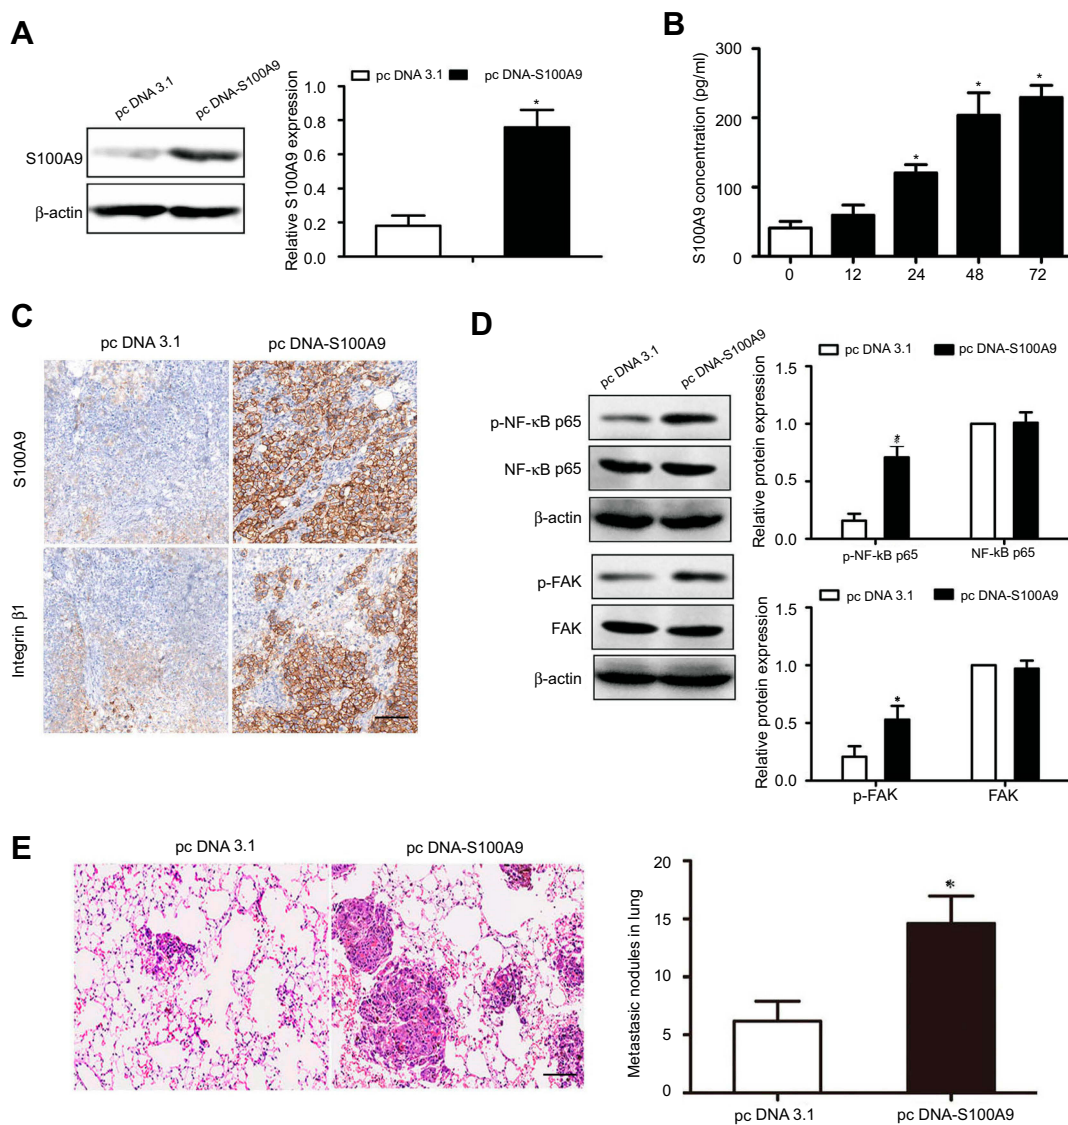 A
pc DNA 3.1
pc DNA-S100A9
S100A9
β-actin
pc DNA 3.1
pc DNA-S100A9
Relative S100A9 expression
1.0
0.8
0.6
0.4
0.2
0.0
*
B
S100A9 concentration (pg/ml)
300
200
100
0
*
*
*
0
12
24
48
72
C
pc DNA 3.1
pc DNA-S100A9
S100A9
Integrin β1
D
pc DNA 3.1
pc DNA-S100A9
p-NF-κB p65
NF-κB p65
β-actin
p-FAK
FAK
β-actin
pc DNA 3.1
pc DNA-S100A9
Relative protein expression
1.5
1.0
0.5
0.0
*
p-NF-kB p65
NF-kB p65
pc DNA 3.1
pc DNA-S100A9
Relative protein expression
1.5
1.0
0.5
0.0
*
p-FAK
FAK
E
pc DNA 3.1
pc DNA-S100A9
Metastasic nodules in lung
20
15
10
5
0
*
pc DNA 3.1
pc DNA-S100A9